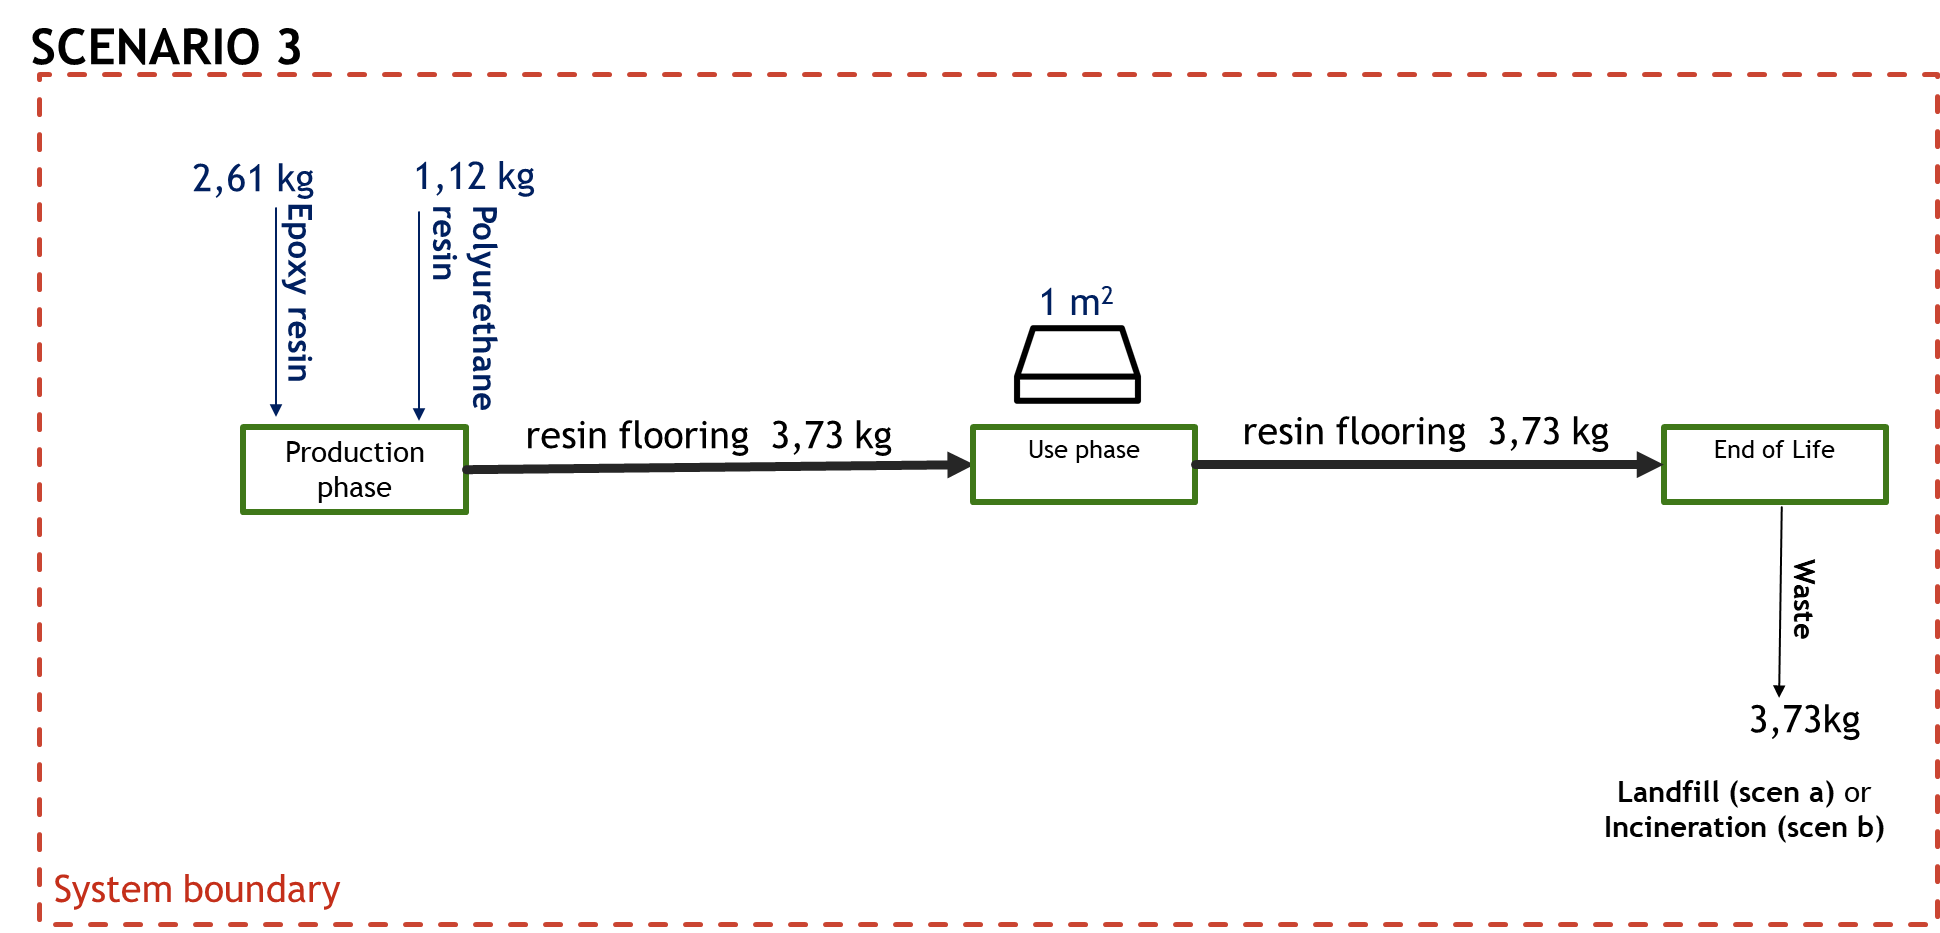 SCENARIO 3
2,61 kg
Epoxy resin
1,12 kg
Polyurethane
resin
1 m²
Production
phase
resin flooring  3,73 kg
Use phase
resin flooring  3,73 kg
End of Life
Waste
3,73kg
Landfill (scen a) or
Incineration (scen b)
System boundary